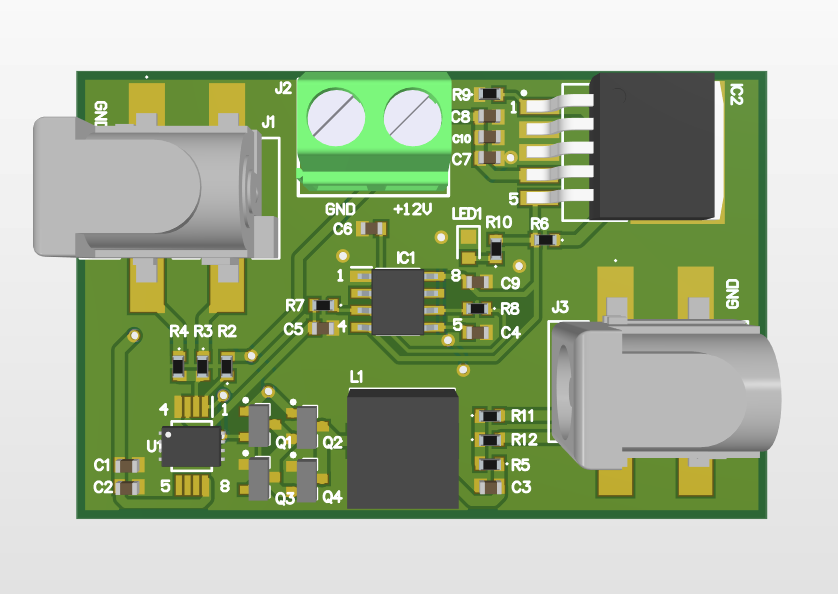 J2
GND
J1
R9
C8
C10
C7
1
5
IC2
GND
+12V
C6
LED1
R10
R6
IC1
1
8
C9
R7
R8
C5
4
5
C4
J3
GND
R4
R3
R2
L1
4
1
U1
Q1
Q2
R11
R12
R5
C3
C1
C2
5
8
Q3
Q4